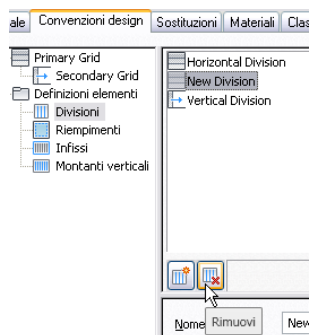 ale Convenzioni design Sostituzioni Materiali Clas
Primary Grid
Secondary Grid
Definizioni elementi
Divisioni
Riempimenti
Infissi
Montanti verticali
Horizontal Division
New Division
Vertical Division
Nome Rimuovi New